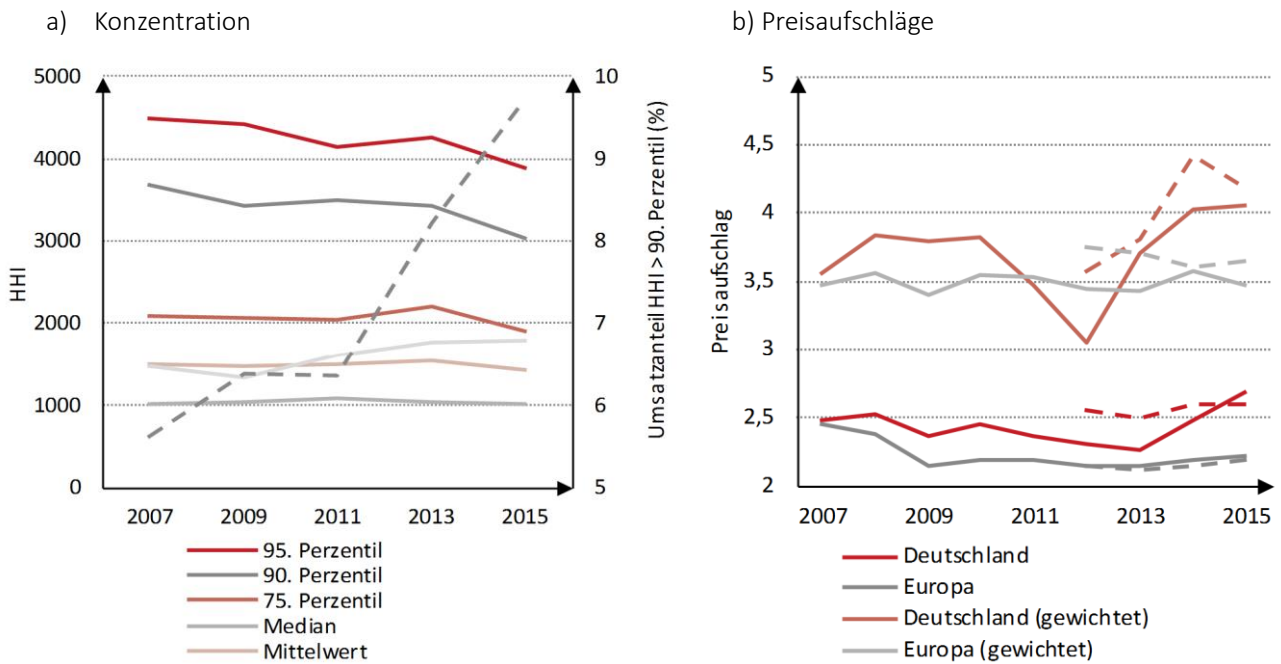 a) Konzentration
5000
4000
3000
2000
1000
0
HHI
10
9
8
7
6
5
Umsatzanteil HHI > 90. Perzentil (%)
2007 2009 2011 2013 2015
95. Perzentil
90. Perzentil
75. Perzentil
Median
Mittelwert
b) Preisaufschläge
5
4,5
4
3,5
3
2,5
2
Preisaufschlag
2007 2009 2011 2013 2015
Deutschland
Europa
Deutschland (gewichtet)
Europa (gewichtet)